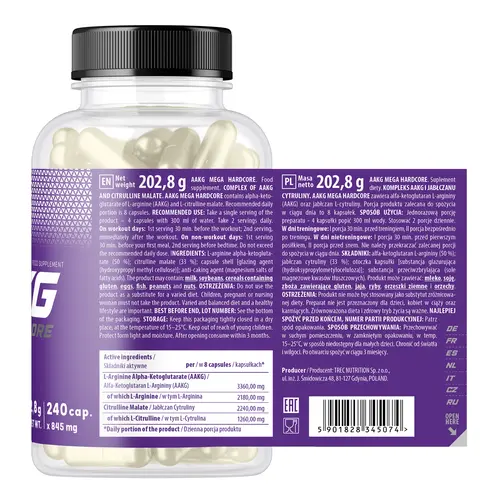 FOOD SUPPLEMENT
KG
CORE
240 cap.
x 845 mg
EN Net weight 202,8 g
AAKG MEGA HARDCORE. Food
supplement. COMPLEX OF AAKG
AND CITRULLINE MALATE. AAKG MEGA HARDCORE contains alpha-keto-
glutarate of L-arginine (AAKG) and L-citrulline malate. Recommended daily
portion is 8 capsules. RECOMMENDED USE: Take a single serving of the
product – 4 capsules with 300 ml of water. Take 2 servings daily.
On workout days: 1st serving 30 min. before the workout; 2nd serving
immediately after the workout. On non-workout days: 1st serving
30 min. before your first meal, 2nd serving before bedtime. Do not exceed
the recommended daily dose. INGREDIENTS: L-arginine alpha-ketogluta-
rate (50 %); citrulline malate (33 %); capsule shell [glazing agent
(hydroxypropyl methyl cellulose)]; anti-caking agent (magnesium salts of
fatty acids). The product may contain: milk, soybeans, cereals containing
gluten, eggs, fish, peanuts and nuts. OSTRZEŻENIA: Do not use the
product as a substitute for a varied diet. Children, pregnant or nursing
women must not take the product. Varied and balanced diet and a healthy
lifestyle are important. BEST BEFORE END, LOT NUMBER: See the bottom
of the packaging. STORAGE: Keep this packaging tightly closed in a dry
place, at the temperature of 15–25°C. Keep out of reach of young children.
Protect form light and moisture. After opening consume within 3 months.
Active ingredients /
Składniki aktywne
per / w 8 capsules / kapsułkach*
L-Arginine Alpha-Ketoglutarate (AAKG) /
Alfa-Ketoglutaran L-Argininy (AAKG) 3360,00 mg
of which L-Arginine / w tym L-Arginina 2180,00 mg
Citrulline Malate / Jabłczan Cytruliny 2240,00 mg
of which L-Citrulline / w tym L-Cytrulina 1260,00 mg
*Daily portion of the product / Dzienna porcja produktu
PL Masa netto 202,8 g
AAKG MEGA HARDCORE. Suplement
diety. KOMPLEKS AAKG I JABŁCZANU
CYTRULINY. AAKG MEGA HARDCORE zawiera alfa-ketoglutaran L-argininy
(AAKG) oraz jabłczan L-cytruliny. Porcja produktu zalecana do spożycia
w ciągu dnia to 8 kapsułek. SPOSÓB UŻYCIA: Jednorazową porcję
preparatu – 4 kapsułki popić 300 ml wody. Stosować 2 porcje dziennie.
W dni treningowe: I porcja 30 min. przed treningiem, II porcja bezpośrednio
po treningu. W dni nietreningowe: I porcja 30 min. przed pierwszym
posiłkiem, II porcja przed snem. Nie należy przekraczać zalecanej porcji
do spożycia w ciągu dnia. SKŁADNIKI: alfa-ketoglutaran L-argininy (50 %);
jabłczan cytruliny (33 %); otoczka kapsułki [substancja glazurująca
(hydroksypropylometyloceluloza)]; substancja przeciwzbrylająca (sole
magnezowe kwasów tłuszczowych). Produkt może zawierać: mleko, soję,
zboża zawierające gluten, jaja, ryby, orzeszki ziemne i orzechy.
OSTRZEŻENIA: Produkt nie może być stosowany jako substytut zróżnicowanej
diety. Preparat nie jest przeznaczony dla dzieci, kobiet w ciąży oraz
karmiących. Zrównoważona dieta i zdrowy tryb życia są ważne. NAJLEPIEJ
SPOŻYĆ PRZED KOŃCEM, NUMER PARTII PRODUKCYJNEJ: Patrz
spód opakowania. SPOSÓB PRZECHOWYWANIA: Przechowywać
w suchym pomieszczeniu, w zamkniętym opakowaniu, w temp.
15–25°C, w sposób niedostępny dla małych dzieci. Chronić od światła
i wilgoci. Po otwarciu spożyć w ciągu 3 miesięcy.
Producer / Producent: TREC NUTRITION Sp. z o.o.,
ul. inż. J. Śmidowicza 48, 81-127 Gdynia, POLAND.
EAC
5 901828 345074 >
DE
FR
ES
NL
IT
CZ
RU
OPEN
HERE